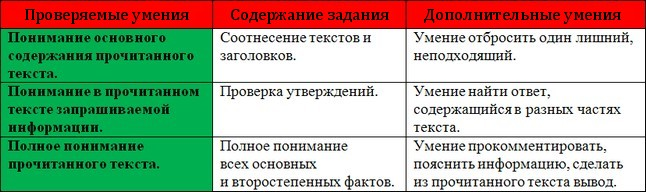 Проверяемые умения
Содержание задания
Дополнительные умения
Понимание основного
содержания прочитанного
текста.
Соотнесение текстов и
заголовков.
Умение отбросить один лишний,
неподходящий.
Понимание в прочитанном
тексте запрашиваемой
информации.
Проверка утверждений.
Умение найти ответ,
содержащийся в разных частях
текста.
Полное понимание
прочитанного текста.
Полное понимание
всех основных
и второстепенных фактов.
Умение прокомментировать,
пояснить информацию, сделать
из прочитанного текста вывод.